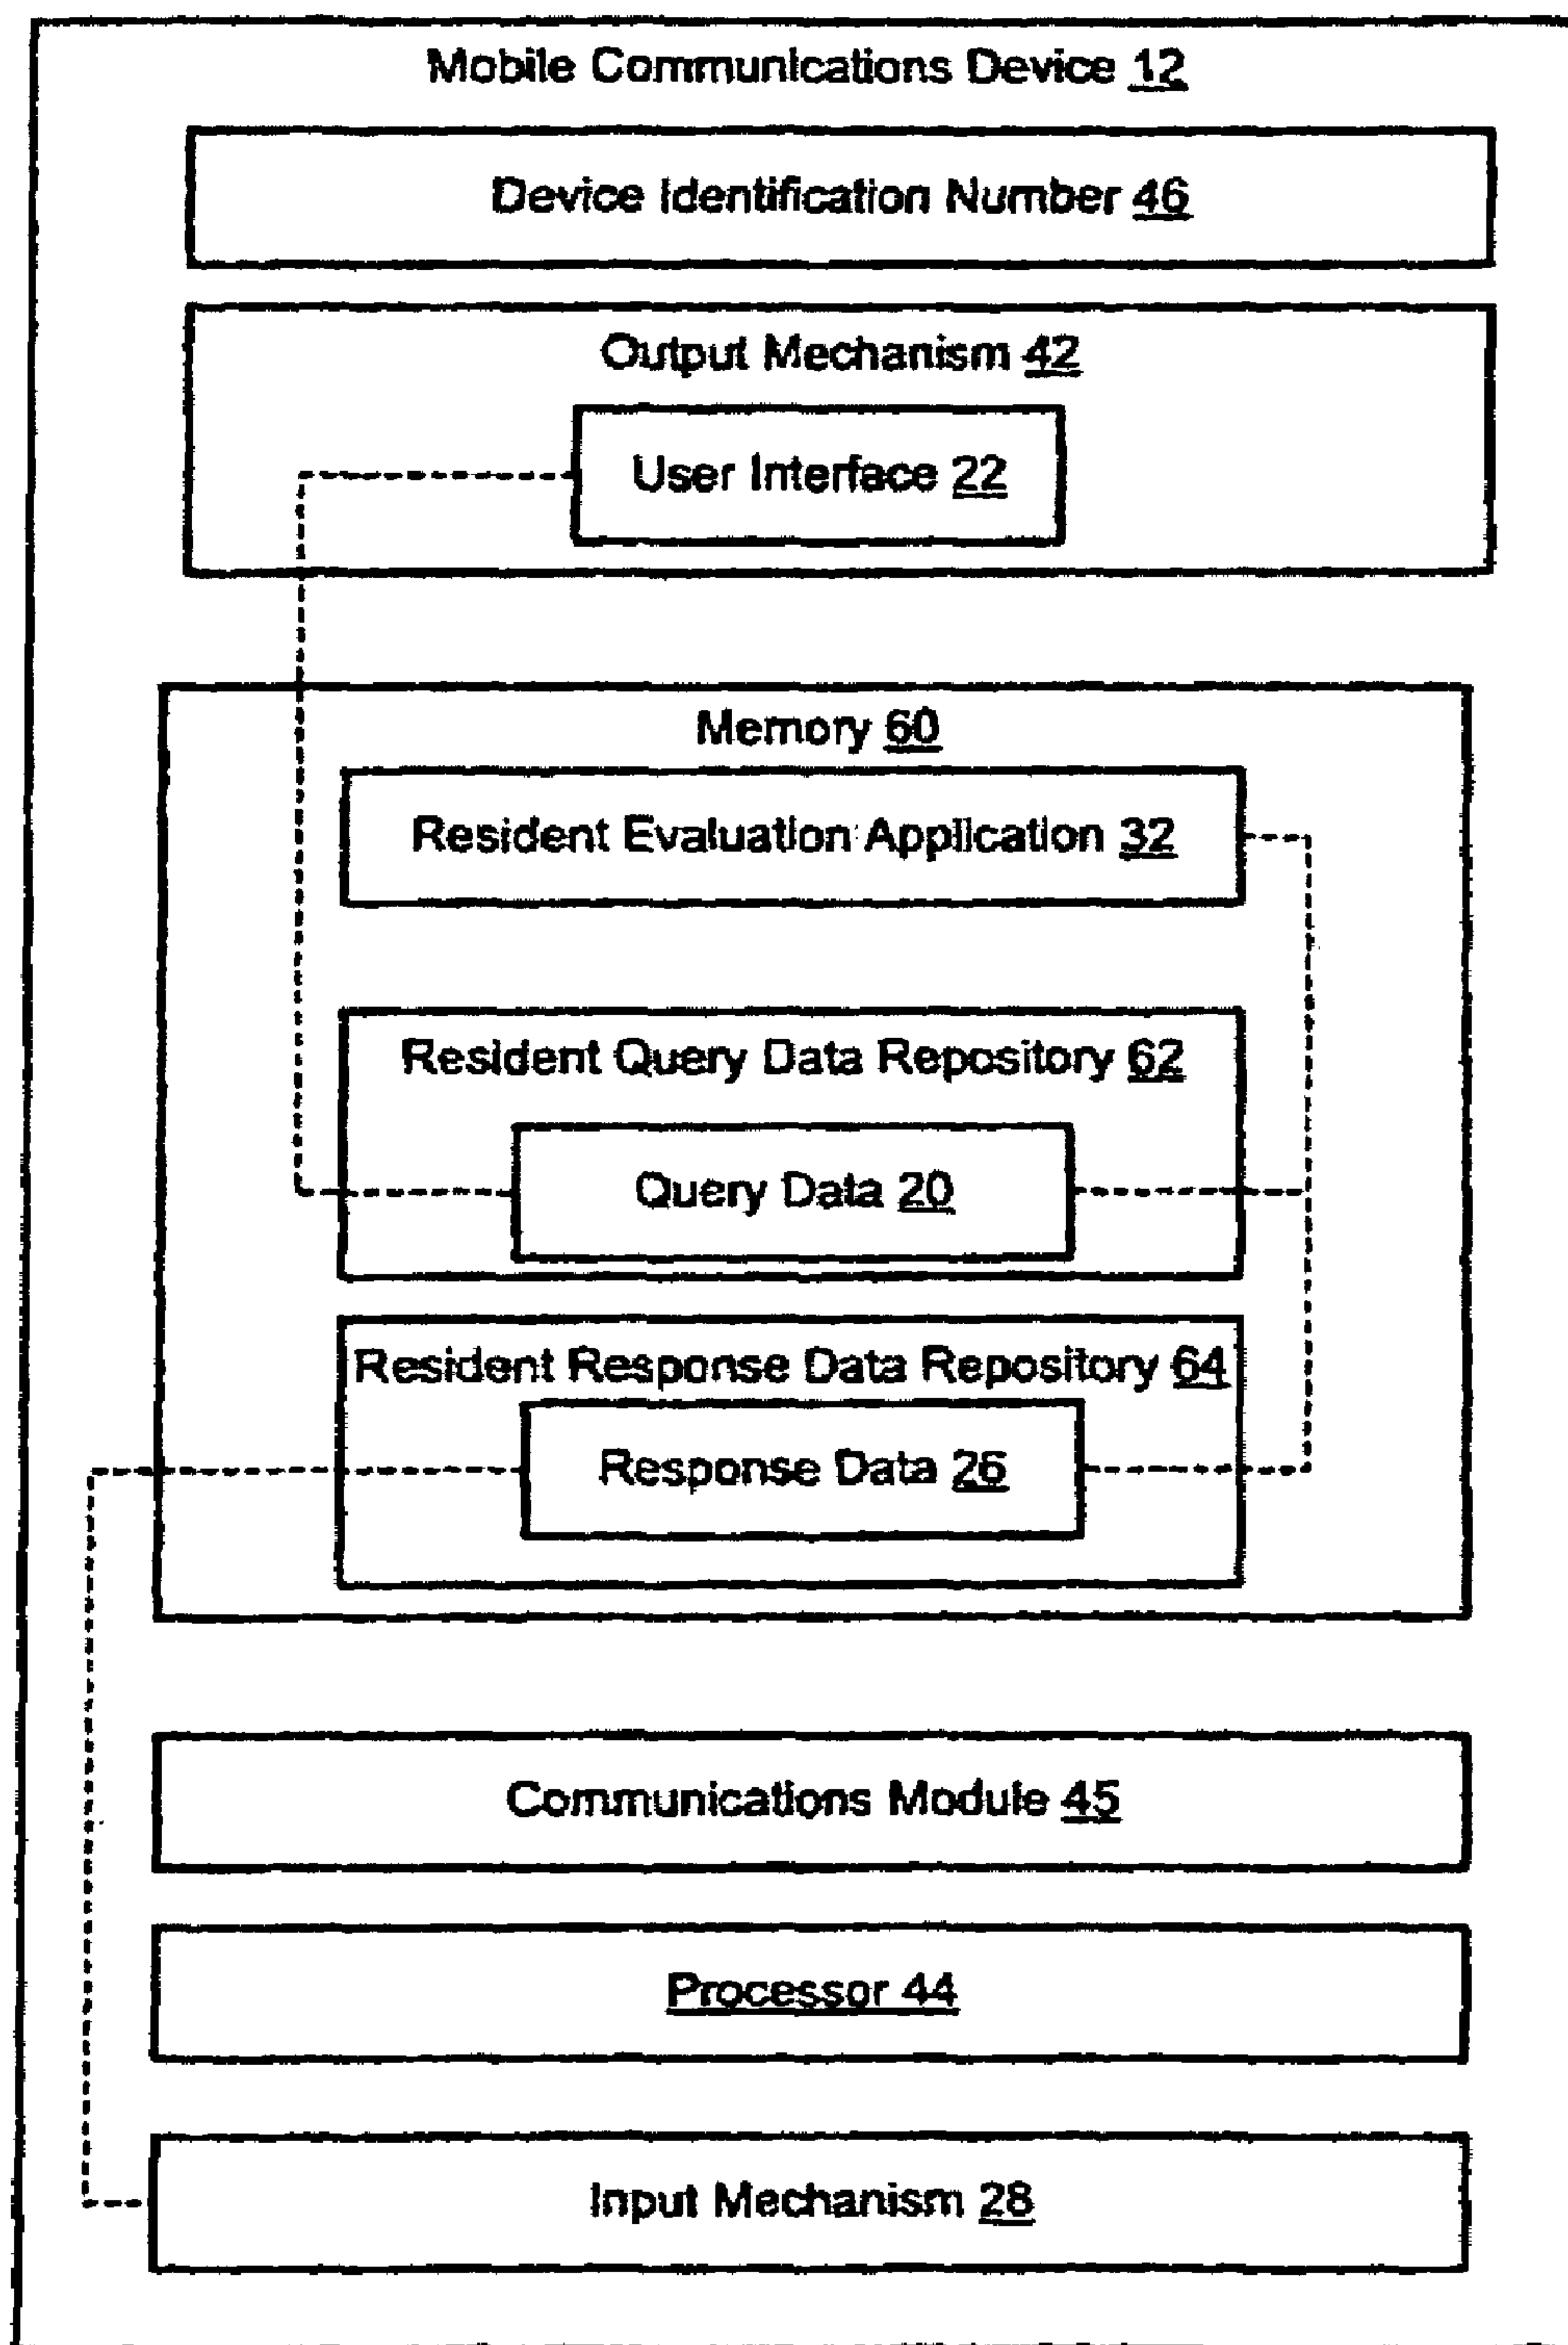 Mobile Communications Device 12
Device Identification Number 46
Output Mechanism 42
User Interface 22
Memory 60
Resident Evaluation Application 32
Resident Query Data Repository 62
Query Data 20
Resident Response Data Repository 64
Response Data 26
Communications Module 45
Processor 44
Input Mechanism 28